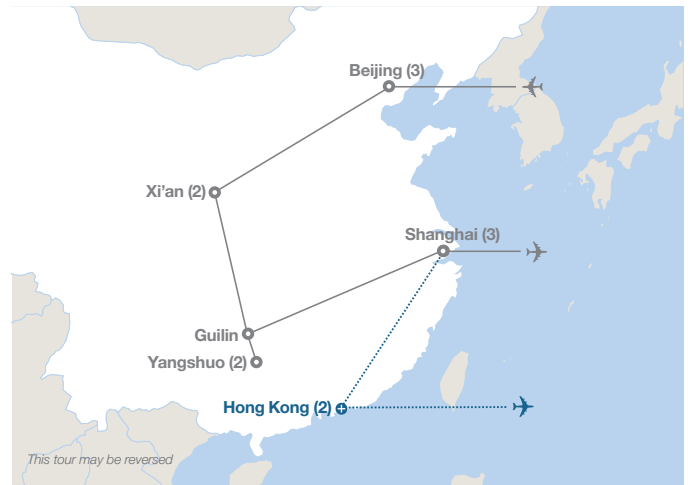 Beijing (3)
Xi'an (2)
Shanghai (3)
Guilin
Yangshuo (2)
Hong Kong (2)
This tour may be reversed